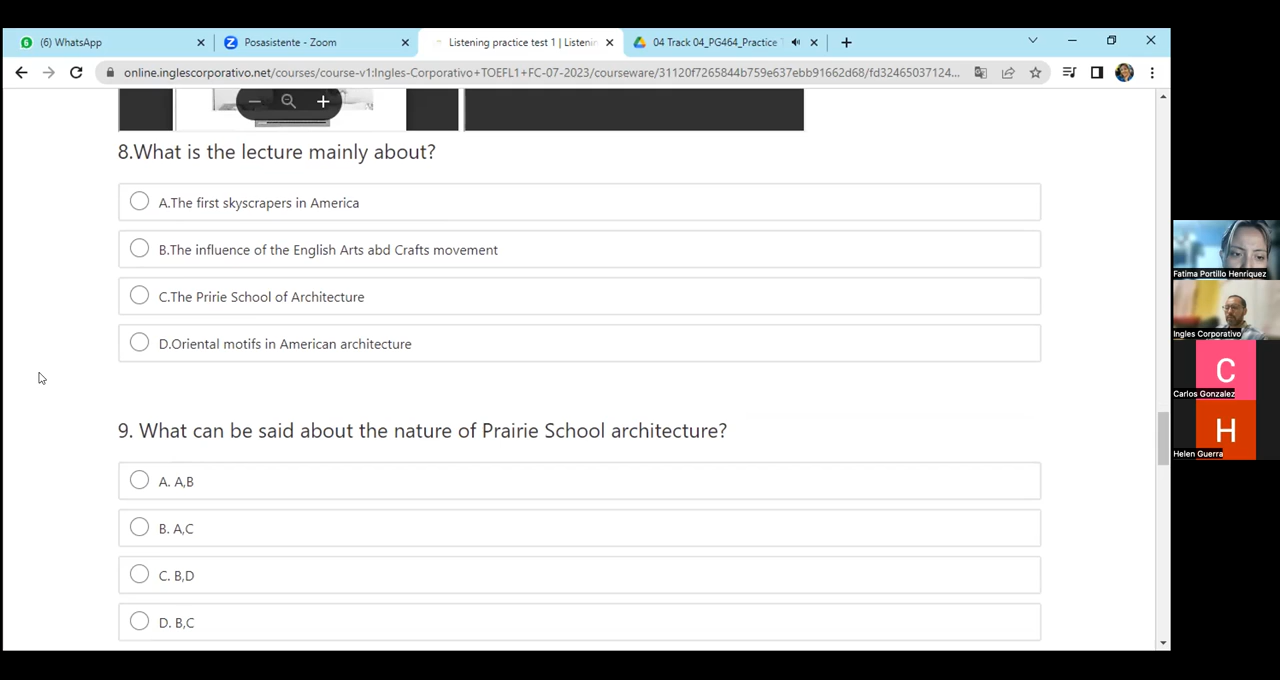 6 (6) WhatsApp
Posasistente - Zoom
Listening practice test 1 | Listenin
04 Track 04_PG464_Practice T
online.inglescorporativo.net/courses/course-v1:Ingles-Corporativo+TOEFL1+FC-07-2023/courseware/31120f7265844b759e637ebb91662d68/fd32465037124...
8.What is the lecture mainly about?
A.The first skyscrapers in America
B.The influence of the English Arts abd Crafts movement
C.The Pririe School of Architecture
D.Oriental motifs in American architecture
9. What can be said about the nature of Prairie School architecture?
A. A,B
B. A,C
C. B,D
D. B,C
Fatima Portillo Henriquez
Ingles Corporativo
C
Carlos Gonzalez
H
Helen Guerra